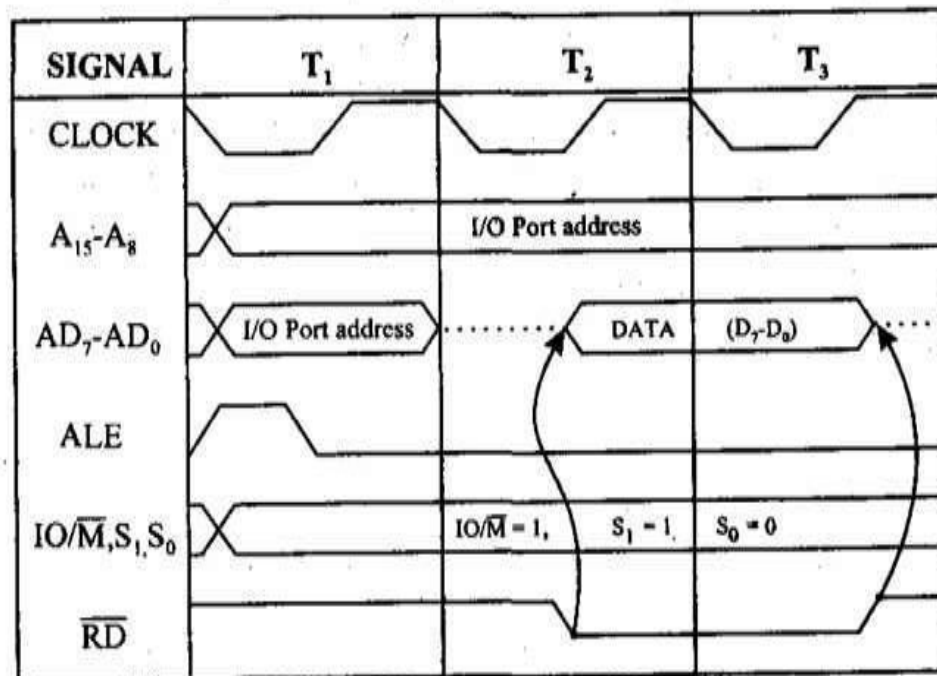 SIGNAL T₁ T₂ T₃
CLOCK
A₁₅-A₈ I/O Port address
AD₇-AD₀ I/O Port address DATA (D₇-D₀)
ALE
IO/M̅,S₁,S₀ IO/M̅ = 1, S₁ = 1, S₀ = 0
R̅D̅